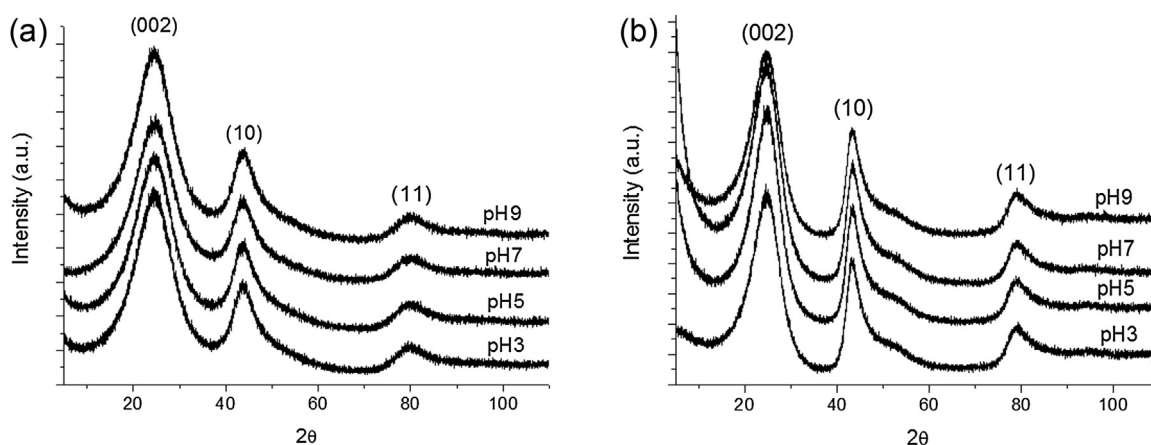 (a)
(002)
(10)
(11)
pH9
pH7
pH5
pH3
Intensity (a.u.)
20 40 60 80 100
2θ
(b)
(002)
(10)
(11)
pH9
pH7
pH5
pH3
Intensity (a.u.)
20 40 60 80 100
2θ